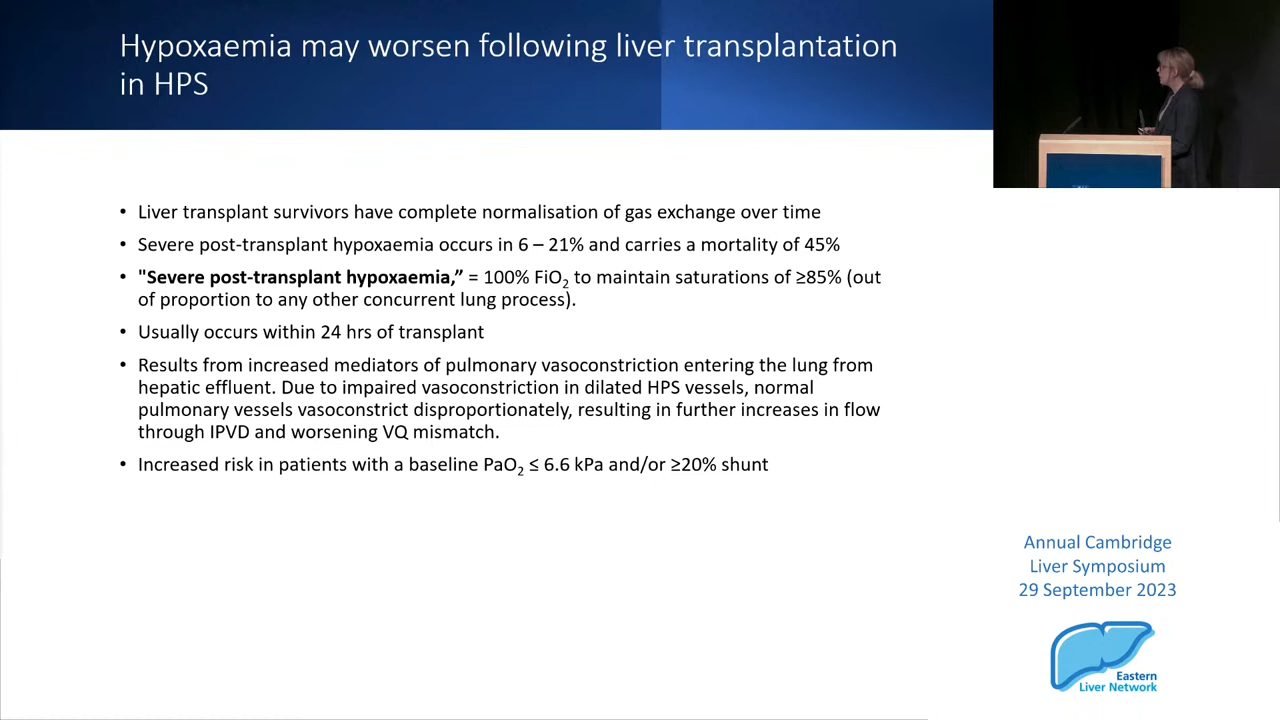 Hypoxaemia may worsen following liver transplantation
in HPS
• Liver transplant survivors have complete normalisation of gas exchange over time
• Severe post-transplant hypoxaemia occurs in 6 – 21% and carries a mortality of 45%
• "Severe post-transplant hypoxaemia,” = 100% FiO₂ to maintain saturations of ≥85% (out
of proportion to any other concurrent lung process).
• Usually occurs within 24 hrs of transplant
• Results from increased mediators of pulmonary vasoconstriction entering the lung from
hepatic effluent. Due to impaired vasoconstriction in dilated HPS vessels, normal
pulmonary vessels vasoconstrict disproportionately, resulting in further increases in flow
through IPVD and worsening VQ mismatch.
• Increased risk in patients with a baseline PaO₂ ≤ 6.6 kPa and/or ≥20% shunt
Annual Cambridge
Liver Symposium
29 September 2023
Eastern
Liver Network